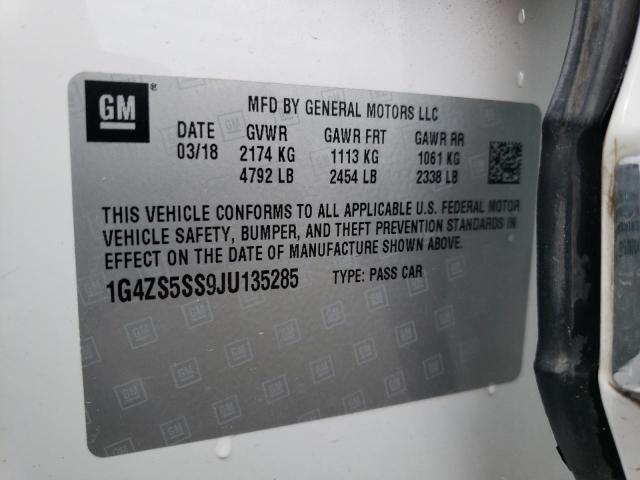 GM ®
MFD BY GENERAL MOTORS LLC
DATE GVWR GAWR FRT GAWR RR
03/18 2174 KG 1113 KG 1061 KG
4792 LB 2454 LB 2338 LB
THIS VEHICLE CONFORMS TO ALL APPLICABLE U.S. FEDERAL MOTOR
VEHICLE SAFETY, BUMPER, AND THEFT PREVENTION STANDARDS IN
EFFECT ON THE DATE OF MANUFACTURE SHOWN ABOVE.
1G4ZS5SS9JU135285 TYPE: PASS CAR